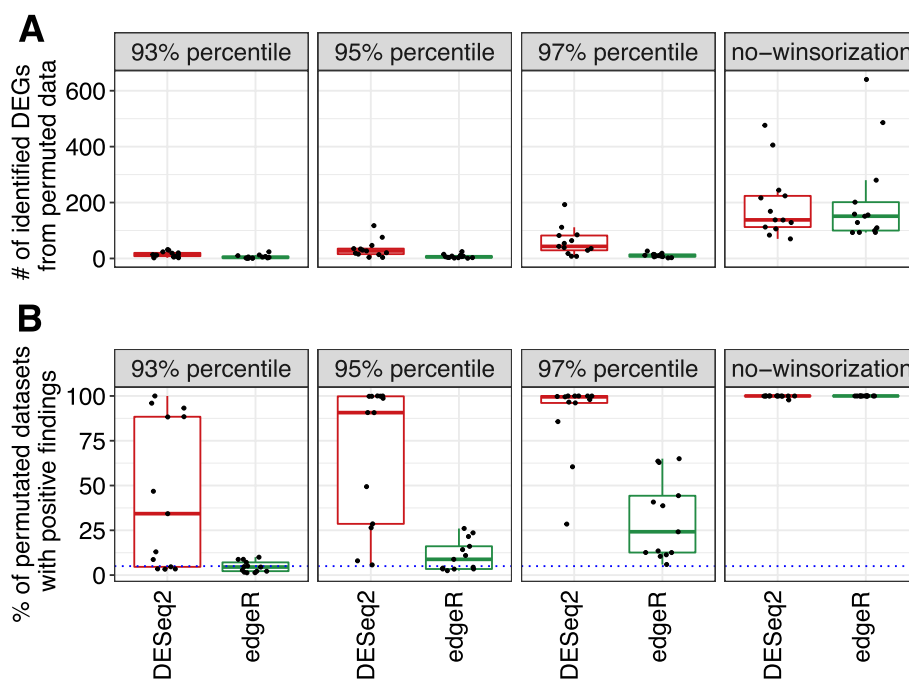 A
93% percentile
95% percentile
97% percentile
no−winsorization
# of identified DEGs
from permuted data
600
400
200
0
B
93% percentile
95% percentile
97% percentile
no−winsorization
% of permutated datasets
with positive findings
100
75
50
25
0
DESeq2
edgeR
DESeq2
edgeR
DESeq2
edgeR
DESeq2
edgeR